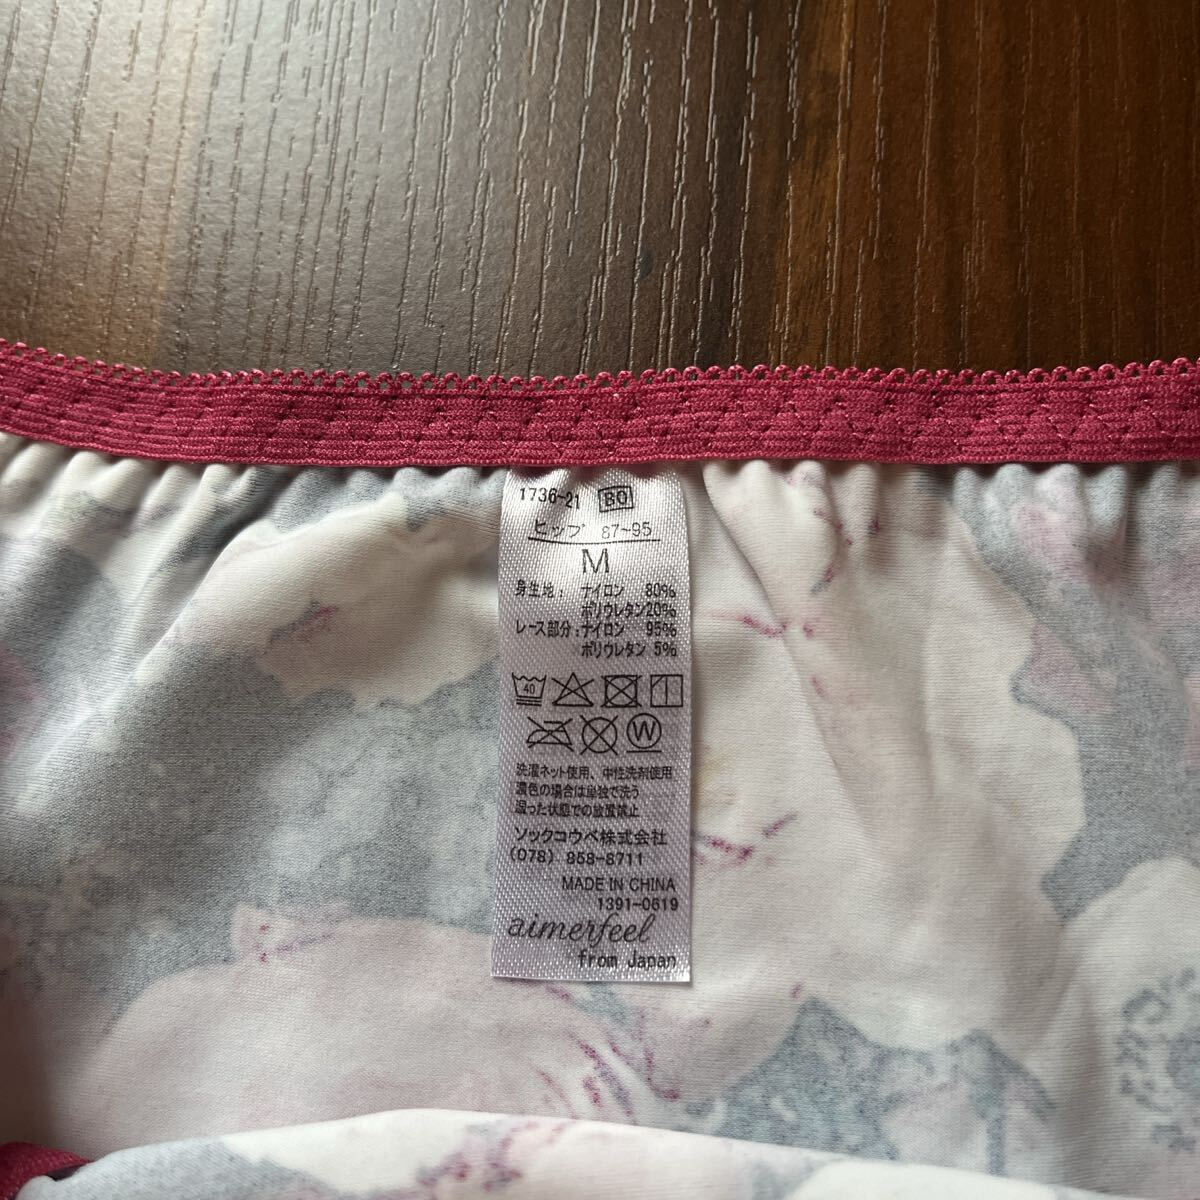 1736-21 BO
ヒップ 87~95
M
身生地: ナイロン 80%
ポリウレタン20%
レース部分:ナイロン 95%
ポリウレタン 5%
40
W
洗濯ネット使用、中性洗剤使用
濃色の場合は単独で洗う
湿った状態での放置禁止
ソックコウベ株式会社
(078) 858-8711
MADE IN CHINA
1391-0619
aimerfeel
from Japan